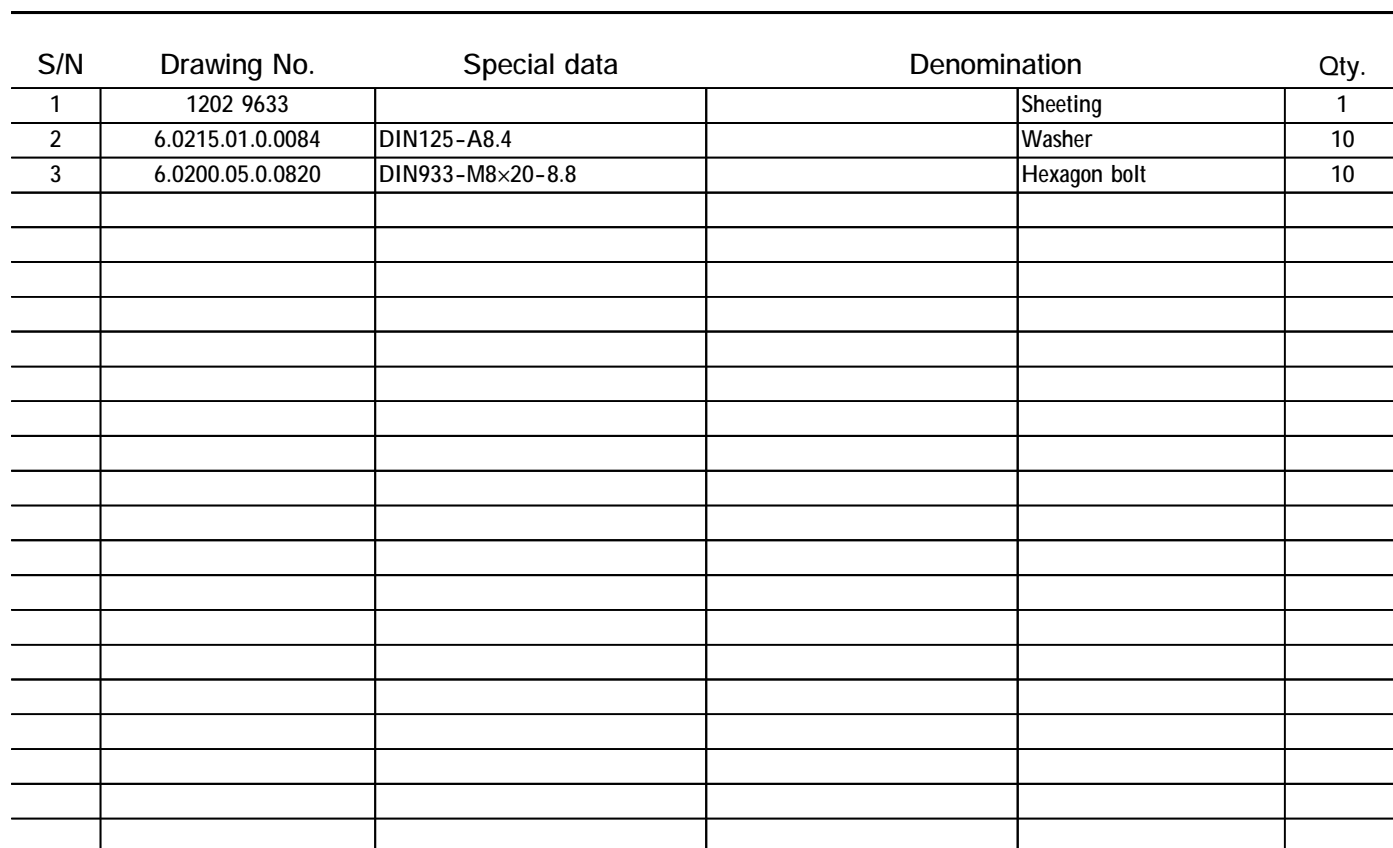 S/N Drawing No. Special data Denomination Qty.
1 1202 9633 Sheeting 1
2 6.0215.01.0.0084 DIN125-A8.4 Washer 10
3 6.0200.05.0.0820 DIN933-M8×20-8.8 Hexagon bolt 10